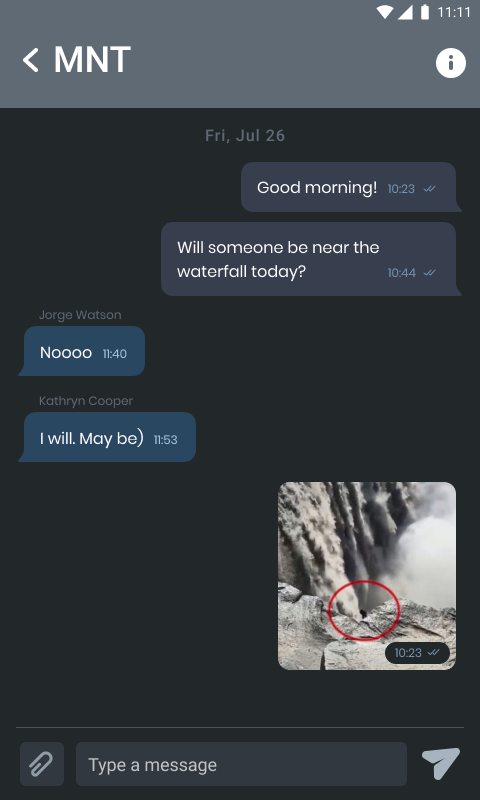 11:11
MNT
Fri, Jul 26
Good morning! 10:23
Will someone be near the
waterfall today? 10:44
Jorge Watson
Noooo 11:40
Kathryn Cooper
I will. May be) 11:53
10:23
Type a message